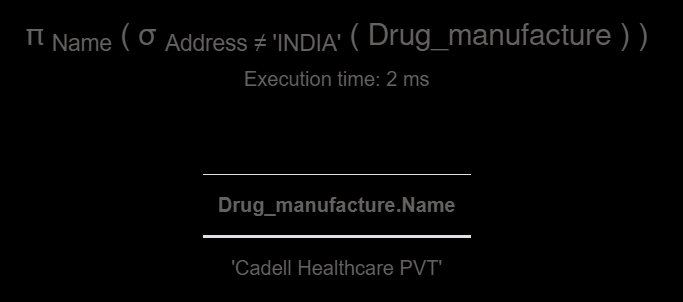 π Name ( σ Address ≠ 'INDIA' ( Drug_manufacture ) )
Execution time: 2 ms
Drug_manufacture.Name
'Cadell Healthcare PVT'